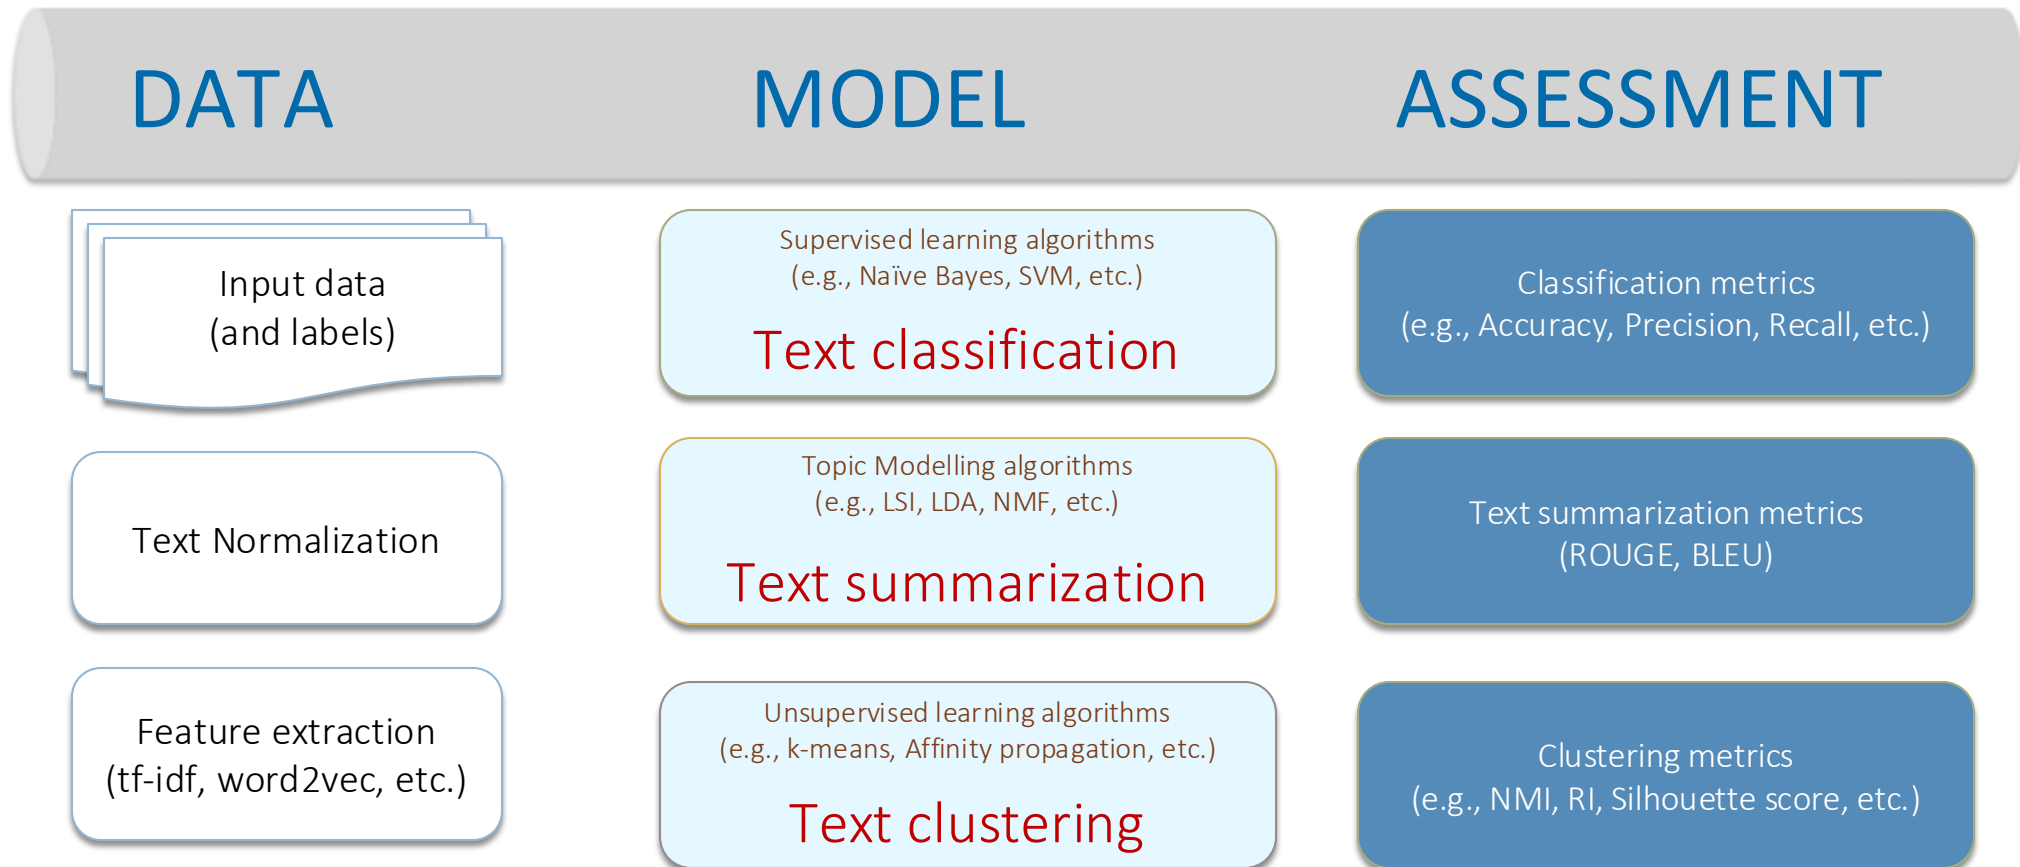 DATA
MODEL
ASSESSMENT
Input data
(and labels)
Text Normalization
Feature extraction
(tf-idf, word2vec, etc.)
Supervised learning algorithms
(e.g., Naïve Bayes, SVM, etc.)
Text classification
Topic Modelling algorithms
(e.g., LSI, LDA, NMF, etc.)
Text summarization
Unsupervised learning algorithms
(e.g., k-means, Affinity propagation, etc.)
Text clustering
Classification metrics
(e.g., Accuracy, Precision, Recall, etc.)
Text summarization metrics
(ROUGE, BLEU)
Clustering metrics
(e.g., NMI, RI, Silhouette score, etc.)